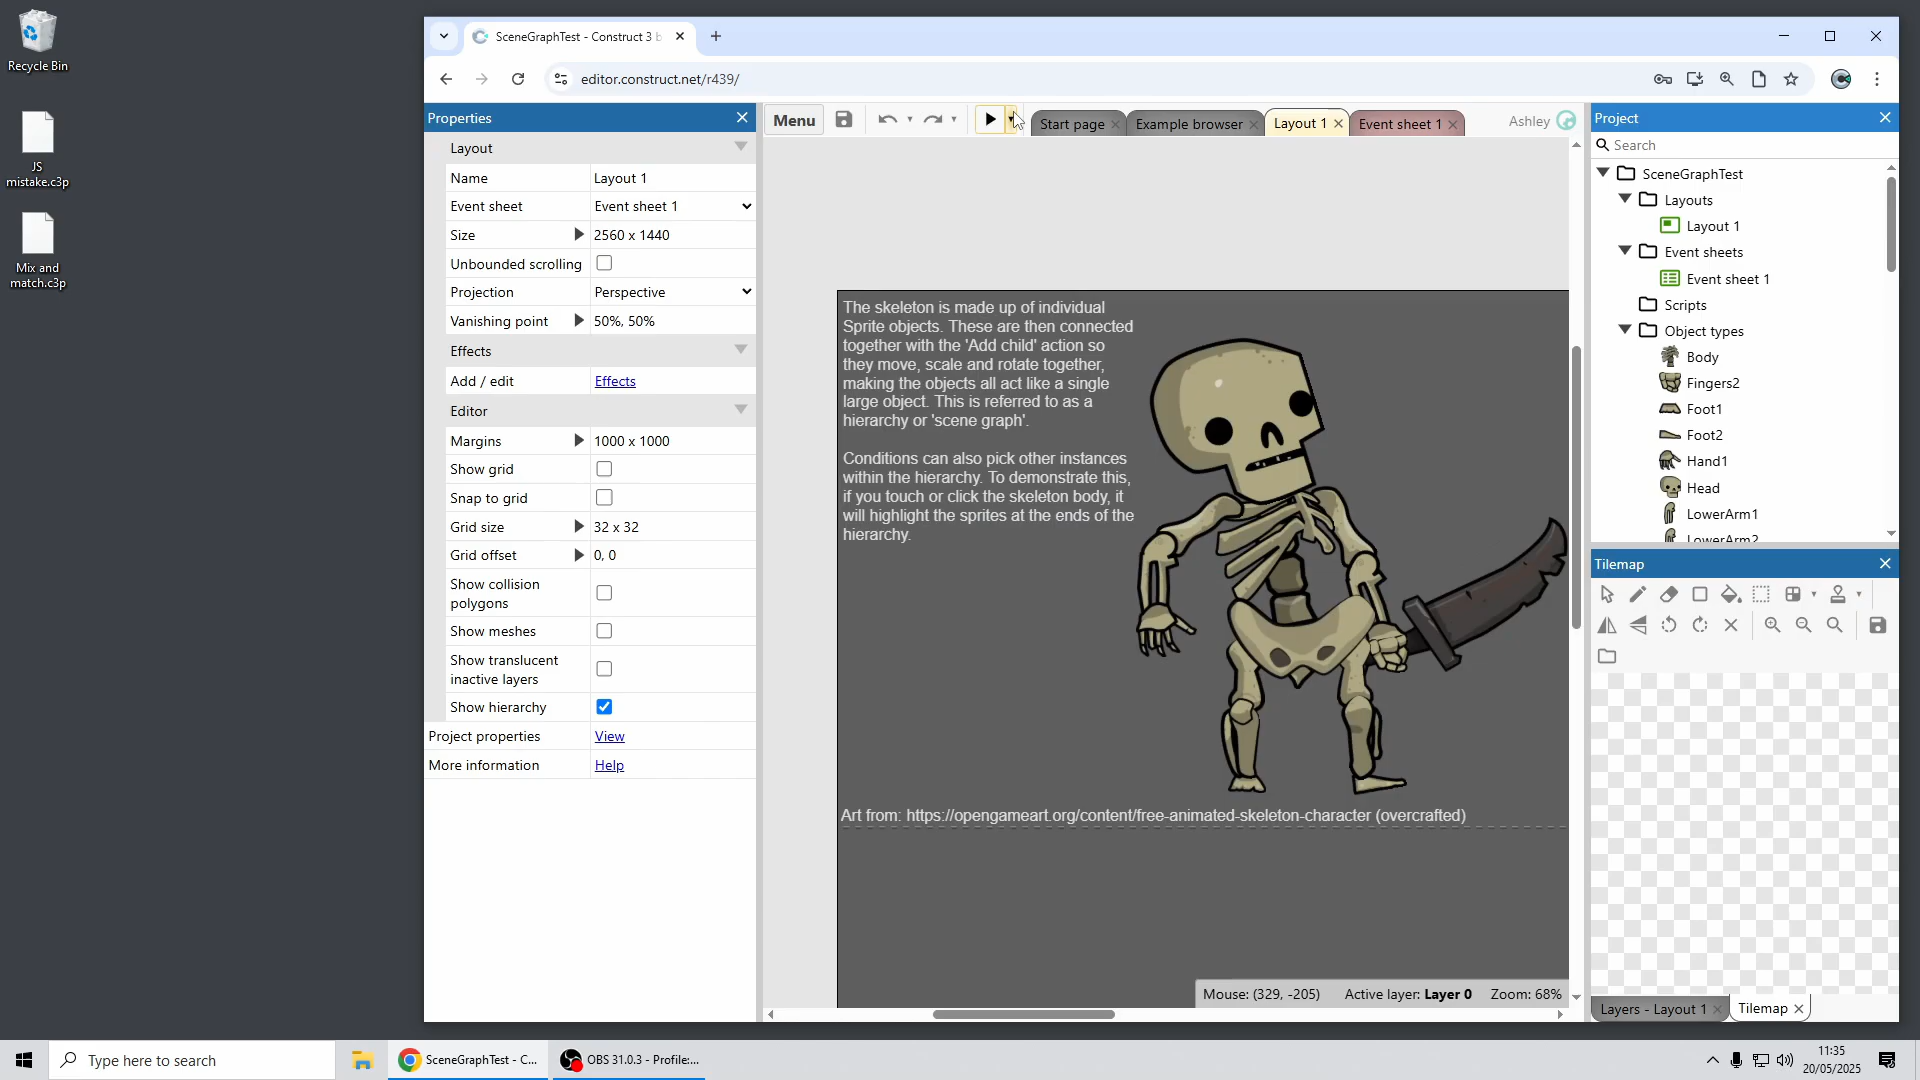 Recycle Bin
JS
mistake.c3p
Mix and
match.c3p
SceneGraphTest - Construct 3 b
editor.construct.net/r439/
Properties
Layout
Name Layout 1
Event sheet Event sheet 1
Size 2560 x 1440
Unbounded scrolling
Projection Perspective
Vanishing point 50%, 50%
Effects
Add / edit Effects
Editor
Margins 1000 x 1000
Show grid
Snap to grid
Grid size 32 x 32
Grid offset 0, 0
Show collision
polygons
Show meshes
Show translucent
inactive layers
Show hierarchy
Project properties View
More information Help
Menu
Start page
Example browser
Layout 1
Event sheet 1
Ashley
The skeleton is made up of individual
Sprite objects. These are then connected
together with the 'Add child' action so
they move, scale and rotate together,
making the objects all act like a single
large object. This is referred to as a
hierarchy or 'scene graph'.
Conditions can also pick other instances
within the hierarchy. To demonstrate this,
if you touch or click the skeleton body, it
will highlight the sprites at the ends of the
hierarchy.
Art from: https://opengameart.org/content/free-animated-skeleton-character (overcrafted)
Mouse: (329, -205) Active layer: Layer 0 Zoom: 68%
Project
Search
SceneGraphTest
Layouts
Layout 1
Event sheets
Event sheet 1
Scripts
Object types
Body
Fingers2
Foot1
Foot2
Hand1
Head
LowerArm1
LowerArm2
Tilemap
Layers - Layout 1
Tilemap
Type here to search
SceneGraphTest - C...
OBS 31.0.3 - Profile:...
11:35
20/05/2025